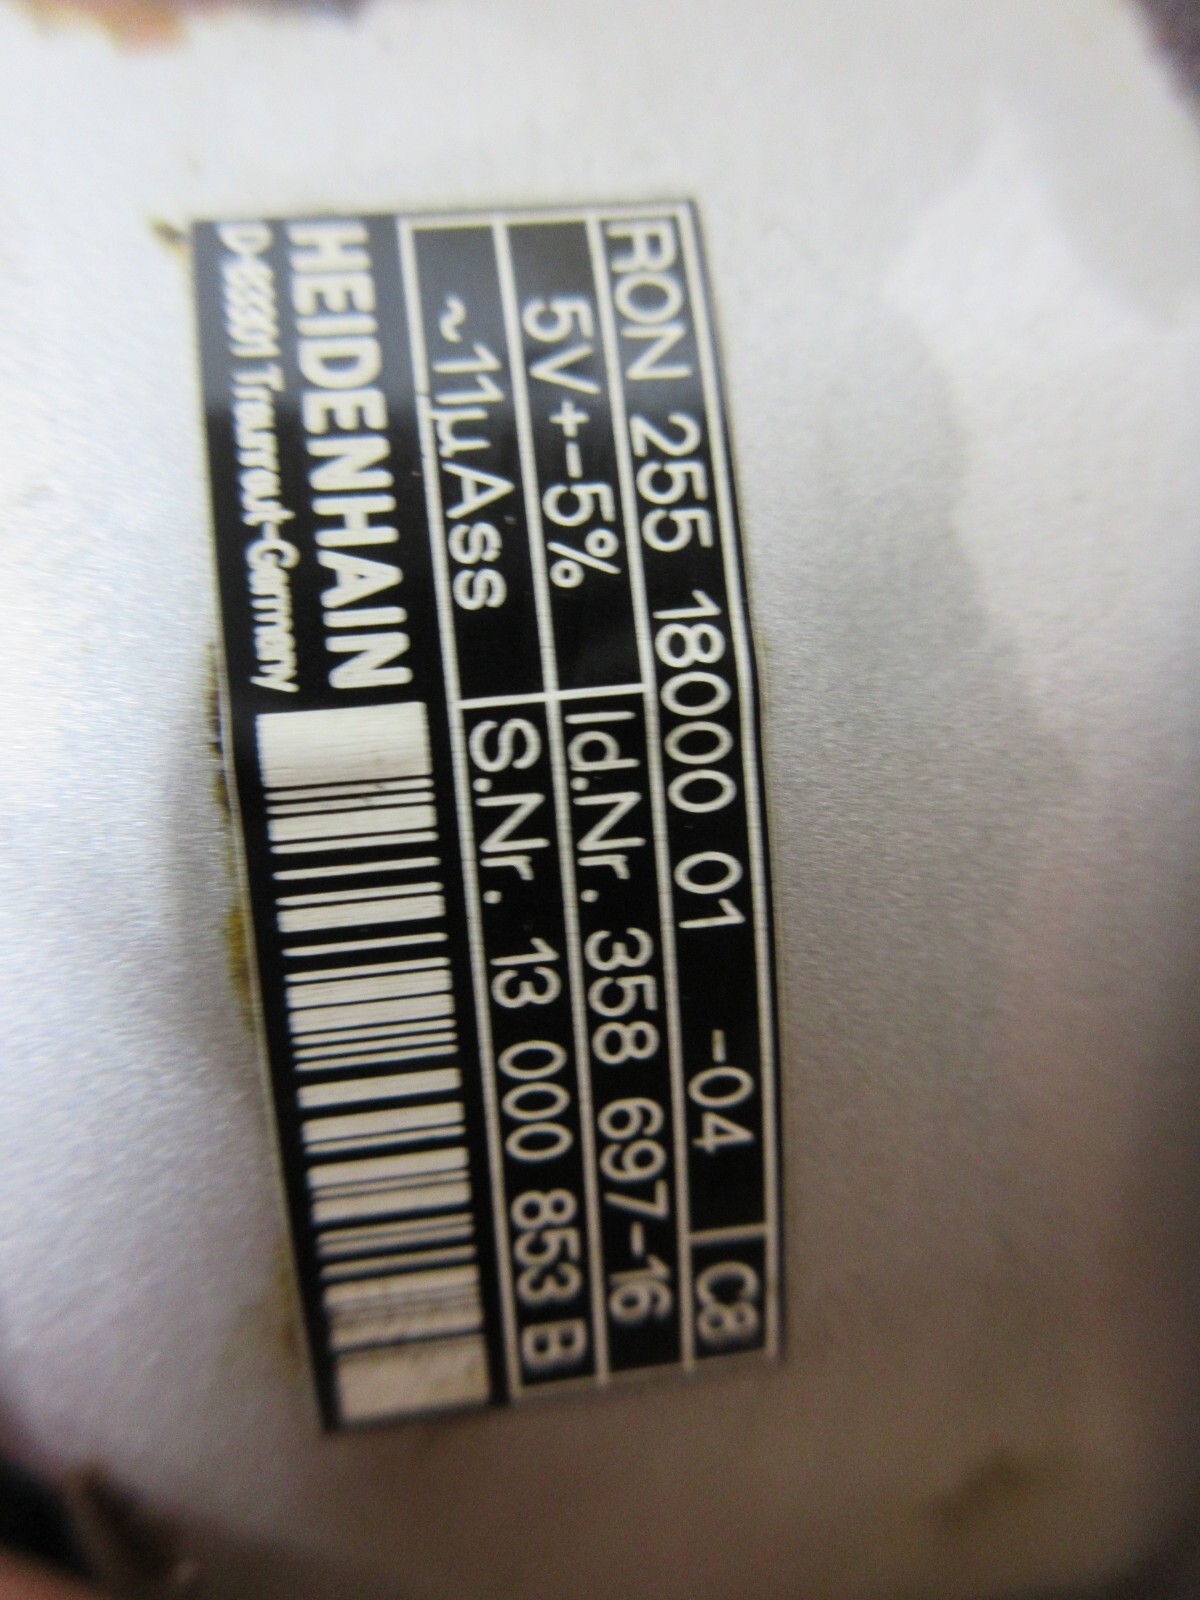 RON 255 18000 01 -04 C8
5V+-5% Id.Nr. 358 697-16
~11µAss S.Nr. 13 000 853 B
HEIDENHAIN
D-83301 Traunreut-Germany